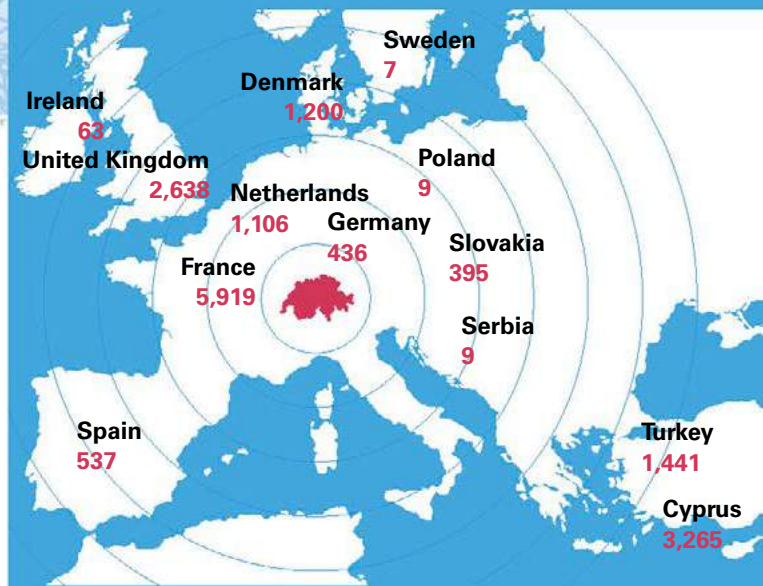 Sweden
7
Denmark
1,200
Ireland
63
United Kingdom
2,638
Poland
9
Netherlands
1,106
Germany
436
Slovakia
395
France
5,919
Serbia
9
Spain
537
Turkey
1,441
Cyprus
3,265